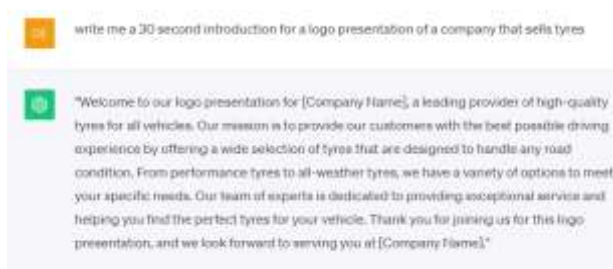 write me a 30 second introduction for a logo presentation of a company that sells tyres
"Welcome to our logo presentation for [Company Name], a leading provider of high-quality
tyres for all vehicles. Our mission is to provide our customers with the best possible driving
experience by offering a wide selection of tyres that are designed to handle any road
condition. From performance tyres to all-weather tyres, we have a variety of options to meet
your specific needs. Our team of experts is dedicated to providing exceptional service and
helping you find the perfect tyres for your vehicle. Thank you for joining us for this logo
presentation, and we look forward to serving you at [Company Name]."